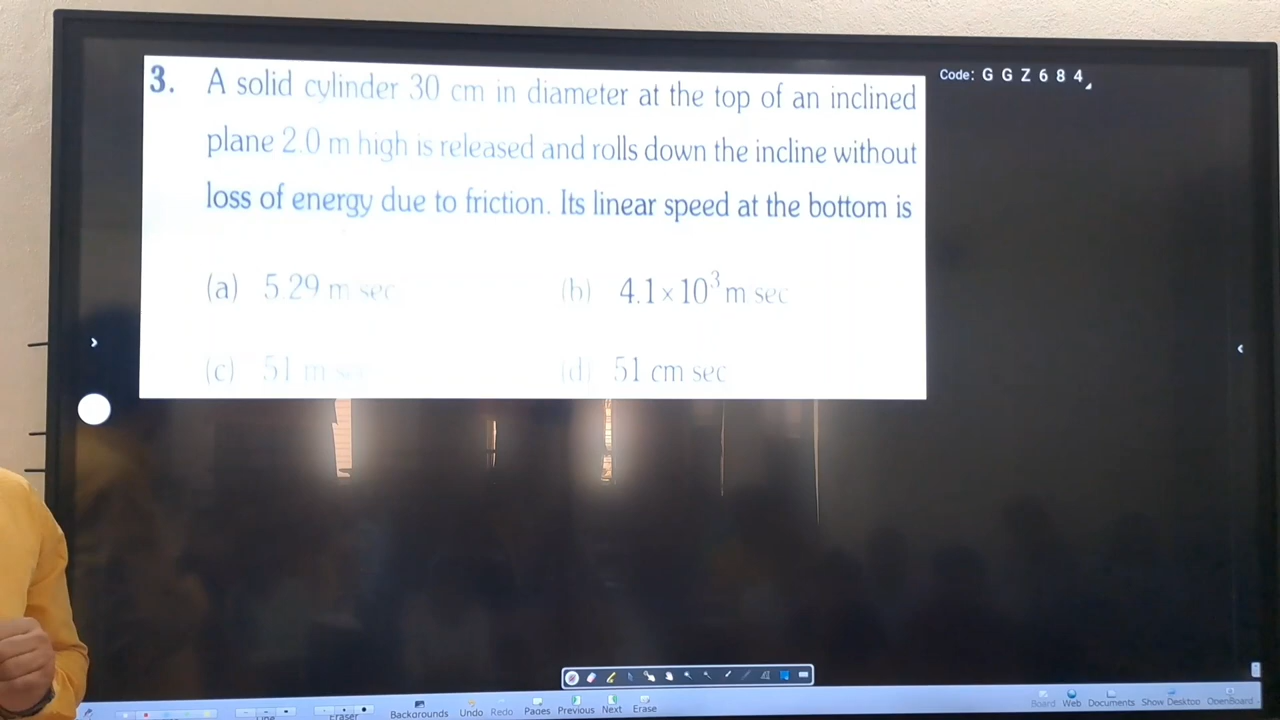 Code: G G Z 6 8 4
3. A solid cylinder 30 cm in diameter at the top of an inclined
plane 2.0 m high is released and rolls down the incline without
loss of energy due to friction. Its linear speed at the bottom is
(a) 5.29 m sec (b) 4.1×10³ m sec
(c) 51 m sec (d) 51 cm sec
Line Eraser Backgrounds Undo Redo Pages Previous Next Erase Board Web Documents Show Desktop OpenBoard